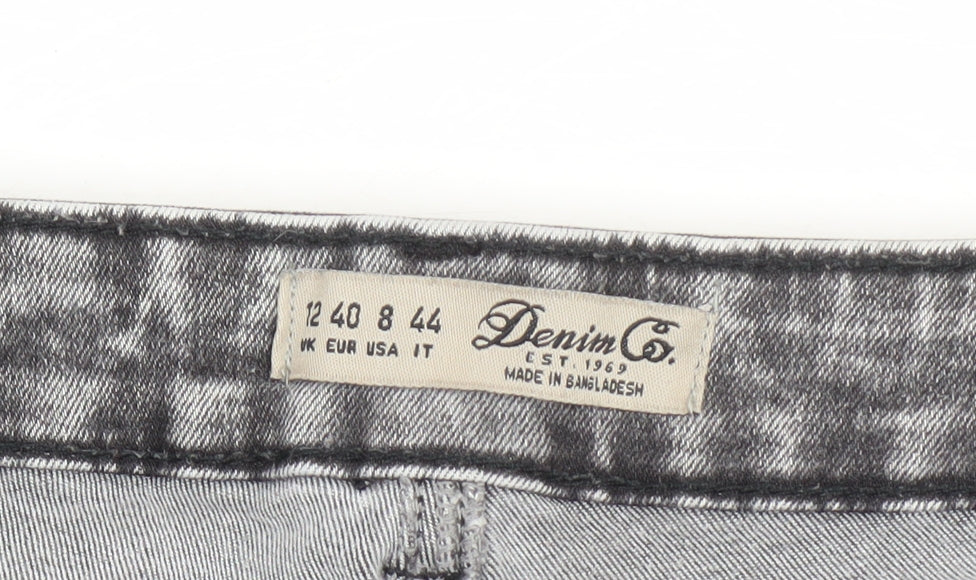 12 40 8 44
UK EUR USA IT
Denim Co.
EST. 1969
MADE IN BANGLADESH